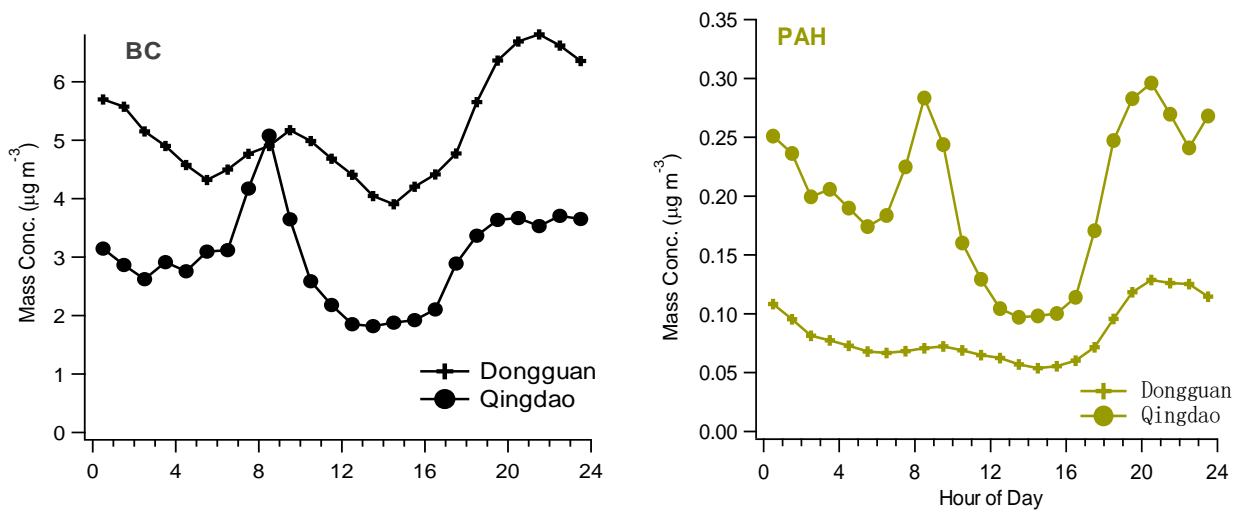 BC
Mass Conc. (μg m⁻³)
6
5
4
3
2
1
0
0 4 8 12 16 20 24
Dongguan
Qingdao
PAH
Mass Conc. (μg m⁻³)
0.35
0.30
0.25
0.20
0.15
0.10
0.05
0.00
0 4 8 12 16 20 24
Hour of Day
Dongguan
Qingdao